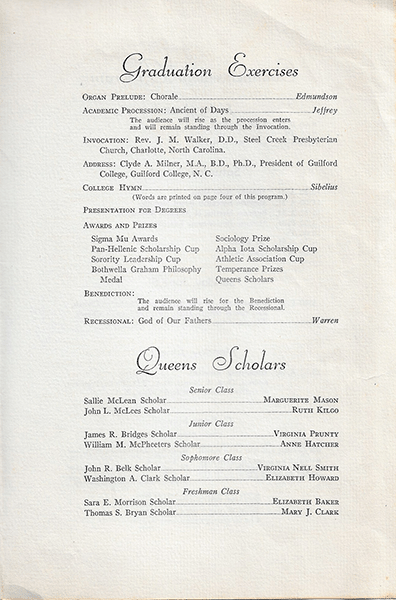 Graduation Exercises
ORGAN PRELUDE: Chorale Edmundson
ACADEMIC PROCESSION: Ancient of Days Jeffrey
The audience will rise as the procession enters
and will remain standing through the Invocation.
INVOCATION: Rev. J. M. Walker, D.D., Steel Creek Presbyterian
Church, Charlotte, North Carolina.
ADDRESS: Clyde A. Milner, M.A., B.D., Ph.D., President of Guilford
College, Guilford College, N. C.
COLLEGE HYMN Sibelius
(Words are printed on page four of this program.)
PRESENTATION FOR DEGREES
AWARDS AND PRIZES
Sigma Mu Awards
Pan-Hellenic Scholarship Cup
Sorority Leadership Cup
Bothwella Graham Philosophy
Medal
Sociology Prize
Alpha Iota Scholarship Cup
Athletic Association Cup
Temperance Prizes
Queens Scholars
BENEDICTION:
The audience will rise for the Benediction
and remain standing through the Recessional.
RECESSIONAL: God of Our Fathers Warren
Queens Scholars
Senior Class
Sallie McLean Scholar MARGUERITE MASON
John L. McLees Scholar RUTH KILGO
Junior Class
James R. Bridges Scholar VIRGINIA PRUNTY
William M. McPheeters Scholar ANNE HATCHER
Sophomore Class
John R. Belk Scholar VIRGINIA NELL SMITH
Washington A. Clark Scholar ELIZABETH HOWARD
Freshman Class
Sara E. Morrison Scholar ELIZABETH BAKER
Thomas S. Bryan Scholar MARY J. CLARK